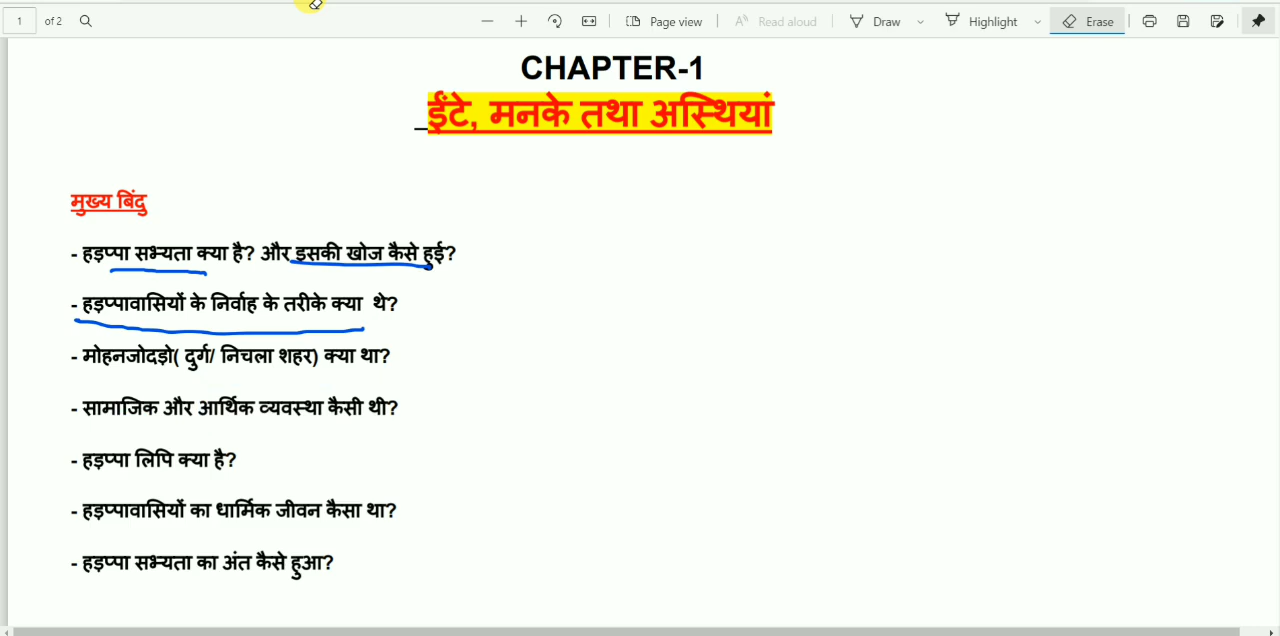 1 of 2 Page view Read aloud Draw Highlight Erase
CHAPTER-1
ईंटे, मनके तथा अस्थियां
मुख्य बिंदु
- हड़प्पा सभ्यता क्या है? और इसकी खोज कैसे हुई?
- हड़प्पावासियों के निर्वाह के तरीके क्या थे?
- मोहनजोदड़ो( दुर्ग/ निचला शहर) क्या था?
- सामाजिक और आर्थिक व्यवस्था कैसी थी?
- हड़प्पा लिपि क्या है?
- हड़प्पावासियों का धार्मिक जीवन कैसा था?
- हड़प्पा सभ्यता का अंत कैसे हुआ?